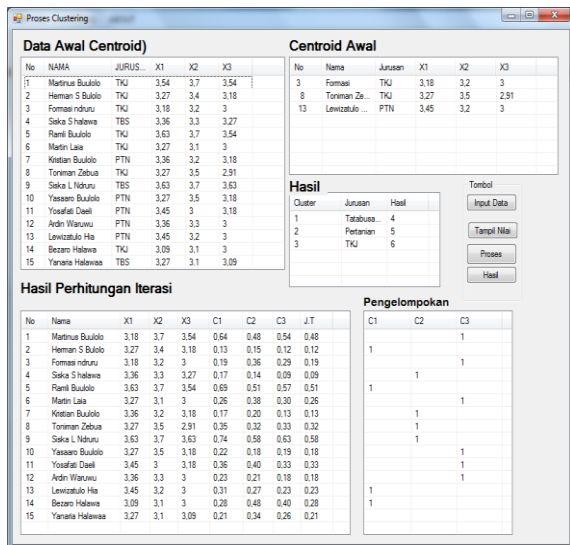 Proses Clustering
Data Awal Centroid)
No NAMA JURUS... X1 X2 X3
1 Martinus Buulolo TKJ 3,54 3,7 3,54
2 Herman S Bulolo TKJ 3,27 3,4 3,18
3 Formasi ndruru TKJ 3,18 3,2 3
4 Siska S halawa TBS 3,36 3,3 3,27
5 Ramli Buulolo TKJ 3,63 3,7 3,54
6 Martin Laia TKJ 3,27 3,1 3
7 Kristian Buulolo PTN 3,36 3,2 3,18
8 Toniman Zebua TKJ 3,27 3,5 2,91
9 Siska L Ndruru TBS 3,63 3,7 3,63
10 Yasaaro Buulolo PTN 3,27 3,5 3,18
11 Yosafati Daeli PTN 3,45 3 3,18
12 Ardin Waruwu PTN 3,36 3,3 3
13 Lewizatulo Hia PTN 3,45 3,2 3
14 Bezaro Halawa TKJ 3,09 3,1 3
15 Yanaria Halawaa TBS 3,27 3.1 3,09
Centroid Awal
No Nama Jurusan X1 X2 X3
3 Formasi TKJ 3,18 3,2 3
8 Toniman Ze... TKJ 3,27 3,5 2,91
13 Lewizatulo ... PTN 3,45 3,2 3
Hasil
Cluster Jurusan Hasil
1 Tatabusa... 4
2 Pertanian 5
3 TKJ 6
Tombol
Input Data
Tampil Nilai
Proses
Hasil
Hasil Perhitungan Iterasi
No Nama X1 X2 X3 C1 C2 C3 J.T
1 Martinus Buulolo 3,18 3,7 3,54 0,64 0,48 0,54 0,48
2 Herman S Bulolo 3,27 3,4 3,18 0,13 0,15 0,12 0,12
3 Formasi ndruru 3,18 3,2 3 0,19 0,36 0,29 0,19
4 Siska S halawa 3,36 3,3 3,27 0,17 0,14 0,09 0,09
5 Ramli Buulolo 3,63 3,7 3,54 0,69 0,51 0,57 0,51
6 Martin Laia 3,27 3,1 3 0,26 0,38 0,30 0,26
7 Kristian Buulolo 3,36 3,2 3,18 0,17 0,20 0,13 0,13
8 Toniman Zebua 3,27 3,5 2,91 0,35 0,32 0,33 0,32
9 Siska L Ndruru 3,63 3,7 3,63 0,74 0,58 0,63 0,58
10 Yasaaro Buulolo 3,27 3,5 3,18 0,22 0,18 0,19 0,18
11 Yosafati Daeli 3,45 3 3,18 0,36 0,40 0,33 0,33
12 Ardin Waruwu 3,36 3,3 3 0,23 0,21 0,18 0,18
13 Lewizatulo Hia 3,45 3,2 3 0,31 0,27 0,23 0,23
14 Bezaro Halawa 3,09 3,1 3 0,28 0,48 0,40 0,28
15 Yanaria Halawaa 3,27 3,1 3,09 0,21 0,34 0,26 0,21
Pengelompokan
C1 C2 C3
1
1
1
1
1
1
1
1
1
1
1
1
1
1